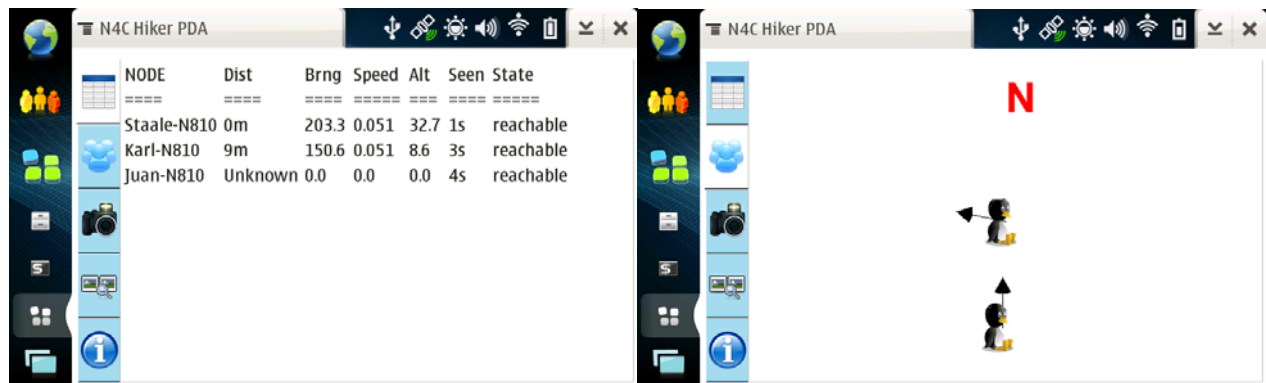 N4C Hiker PDA
NODE Dist Brng Speed Alt Seen State
==== ==== ==== ===== === ==== =====
Staale-N810 0m 203.3 0.051 32.7 1s reachable
Karl-N810 9m 150.6 0.051 8.6 3s reachable
Juan-N810 Unknown 0.0 0.0 0.0 4s reachable
$
i
N4C Hiker PDA
N
$
i